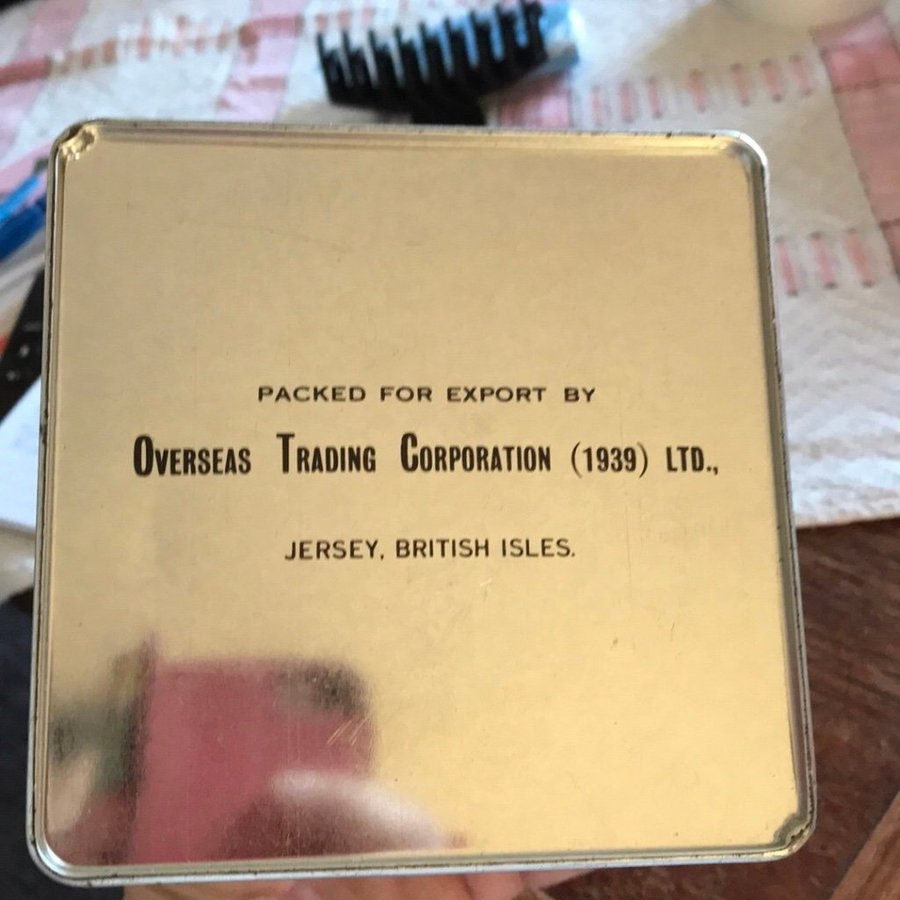 PACKED FOR EXPORT BY
OVERSEAS TRADING CORPORATION (1939) LTD.,
JERSEY, BRITISH ISLES.